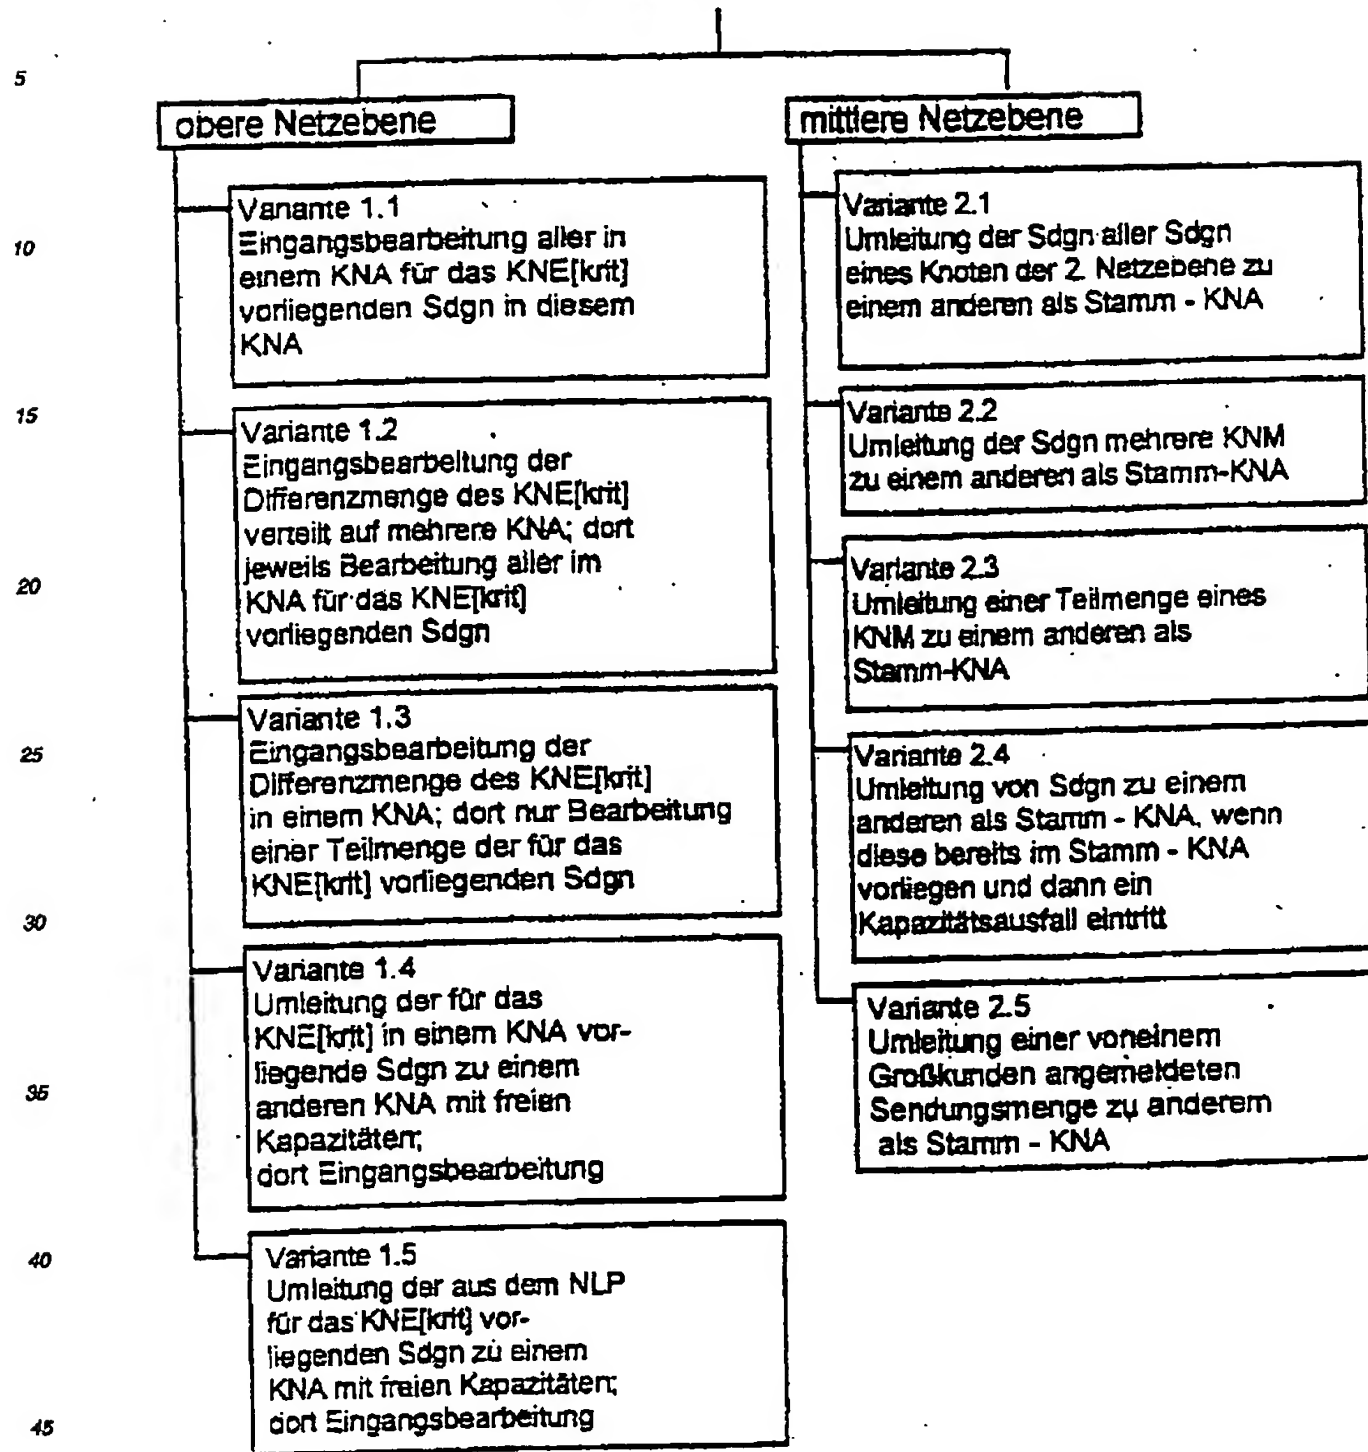 5
obere Netzebene
Variante 1.1
10
Eingangsbearbeitung aller in
einem KNA für das KNE[krit]
vorliegenden Sdgn in diesem
KNA
15
Variante 1.2
Eingangsbearbeitung der
Differenzmenge des KNE[krit]
verteilt auf mehrere KNA; dort
jeweils Bearbeitung aller im
20
KNA für das KNE[krit]
vorliegenden Sdgn
Variante 1.3
25
Eingangsbearbeitung der
Differenzmenge des KNE[krit]
in einem KNA; dort nur Bearbeitung
einer Teilmenge der für das
KNE[krit] vorliegenden Sdgn
30
Variante 1.4
Umleitung der für das
KNE[krit] in einem KNA vor-
liegende Sdgn zu einem
35
anderen KNA mit freien
Kapazitäten;
dort Eingangsbearbeitung
40
Variante 1.5
Umleitung der aus dem NLP
für das KNE[krit] vor-
liegenden Sdgn zu einem
KNA mit freien Kapazitäten;
45
dort Eingangsbearbeitung
mittlere Netzebene
Variante 2.1
Umleitung der Sdgn aller Sdgn
eines Knoten der 2. Netzebene zu
einem anderen als Stamm - KNA
Variante 2.2
Umleitung der Sdgn mehrere KNM
zu einem anderen als Stamm-KNA
Variante 2.3
Umleitung einer Teilmenge eines
KNM zu einem anderen als
Stamm-KNA
Variante 2.4
Umleitung von Sdgn zu einem
anderen als Stamm - KNA, wenn
diese bereits im Stamm - KNA
vorliegen und dann ein
Kapazitätsausfall eintritt
Variante 2.5
Umleitung einer voneinem
Großkunden angemeldeten
Sendungsmenge zu anderem
als Stamm - KNA